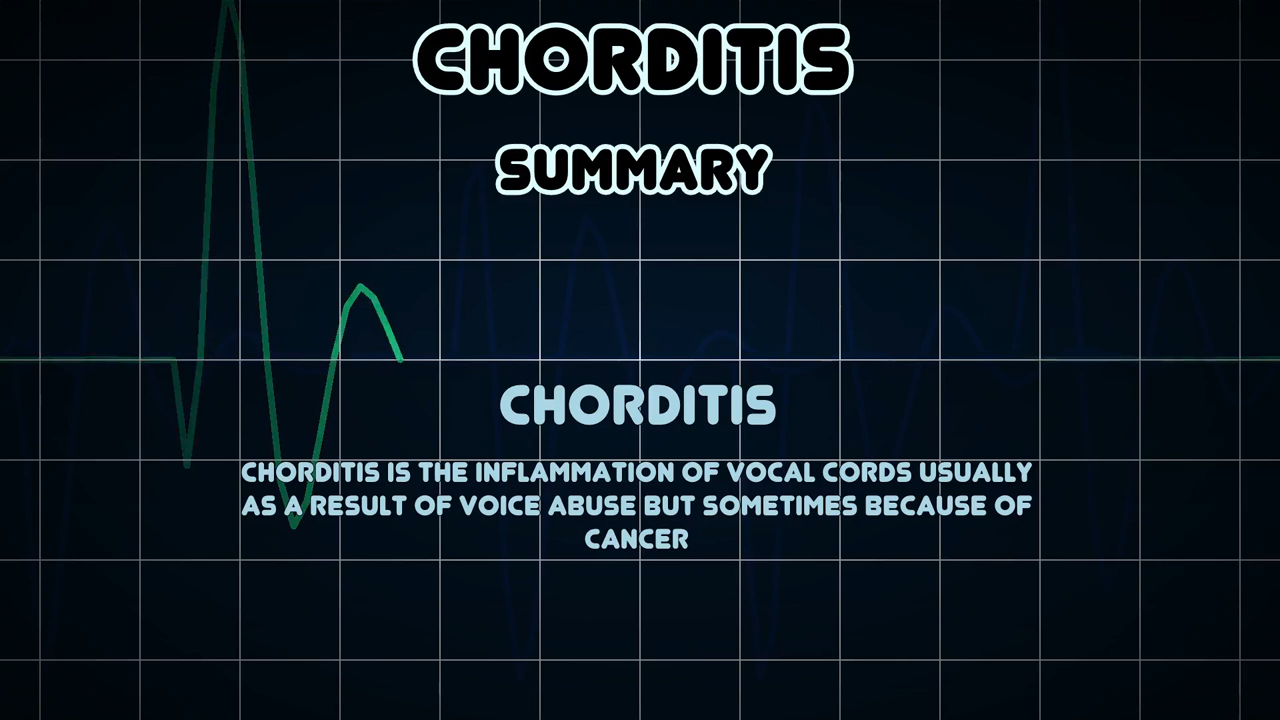 CHORDITIS
SUMMARY
CHORDITIS
CHORDITIS IS THE INFLAMMATION OF VOCAL CORDS USUALLY
AS A RESULT OF VOICE ABUSE BUT SOMETIMES BECAUSE OF
CANCER